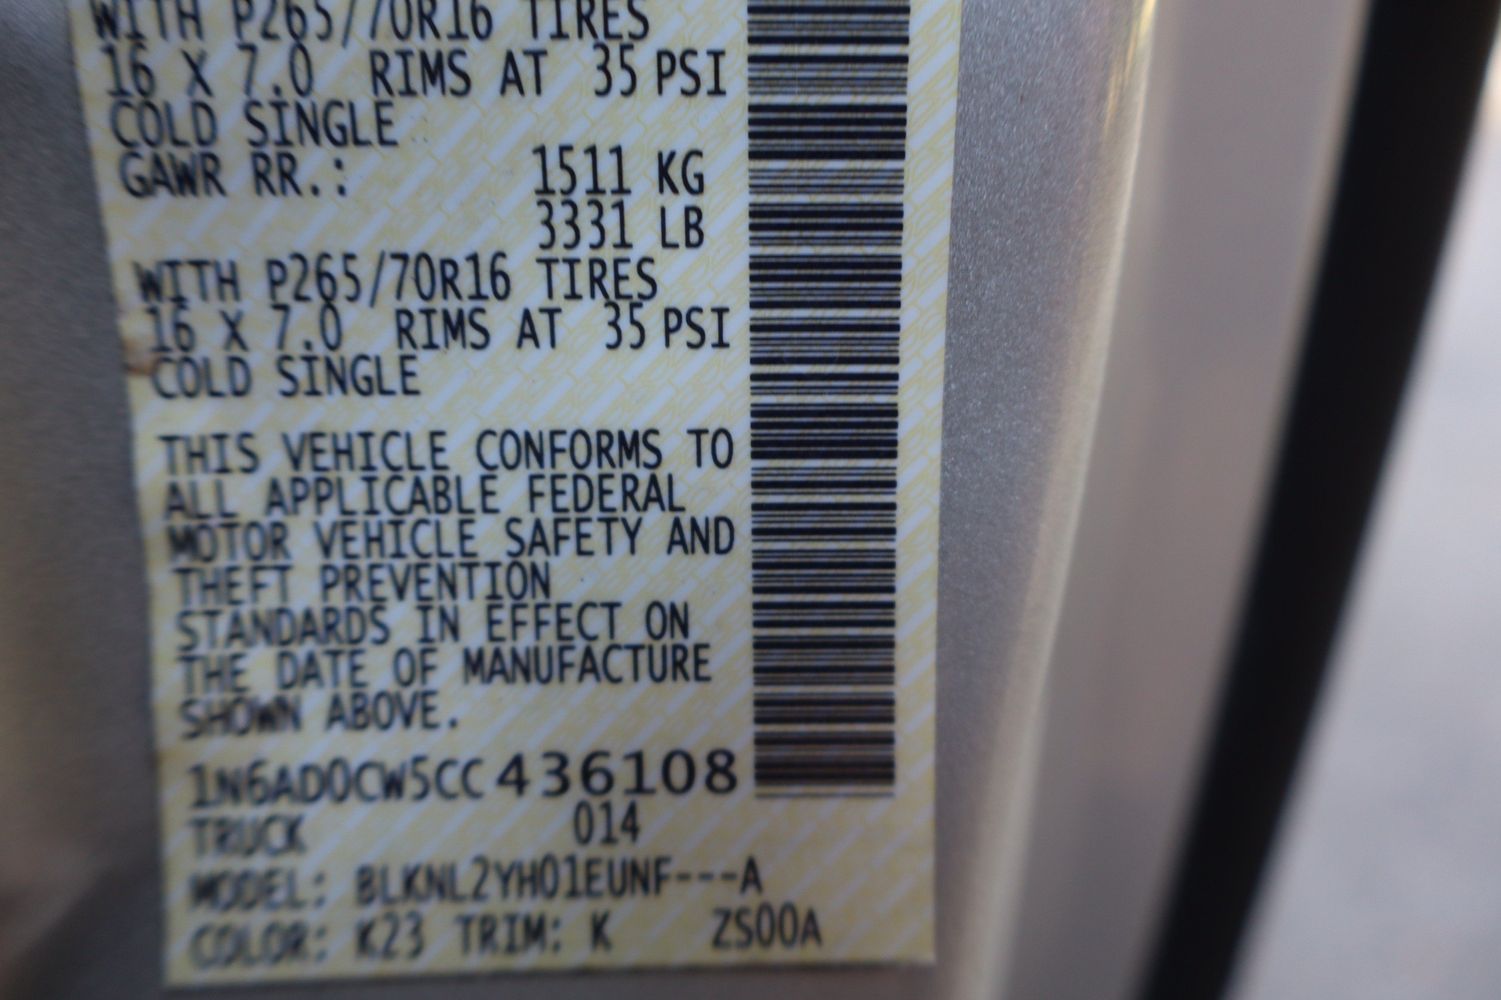 WITH P265/70R16 TIRES
16 X 7.0 RIMS AT 35 PSI
COLD SINGLE
GAWR RR.: 1511 KG
3331 LB
WITH P265/70R16 TIRES
16 X 7.0 RIMS AT 35 PSI
COLD SINGLE
THIS VEHICLE CONFORMS TO
ALL APPLICABLE FEDERAL
MOTOR VEHICLE SAFETY AND
THEFT PREVENTION
STANDARDS IN EFFECT ON
THE DATE OF MANUFACTURE
SHOWN ABOVE.
1N6AD0CW5CC436108
TRUCK 014
MODEL: BLKNL2YH01EUNF---A
COLOR: K23 TRIM: K ZS00A